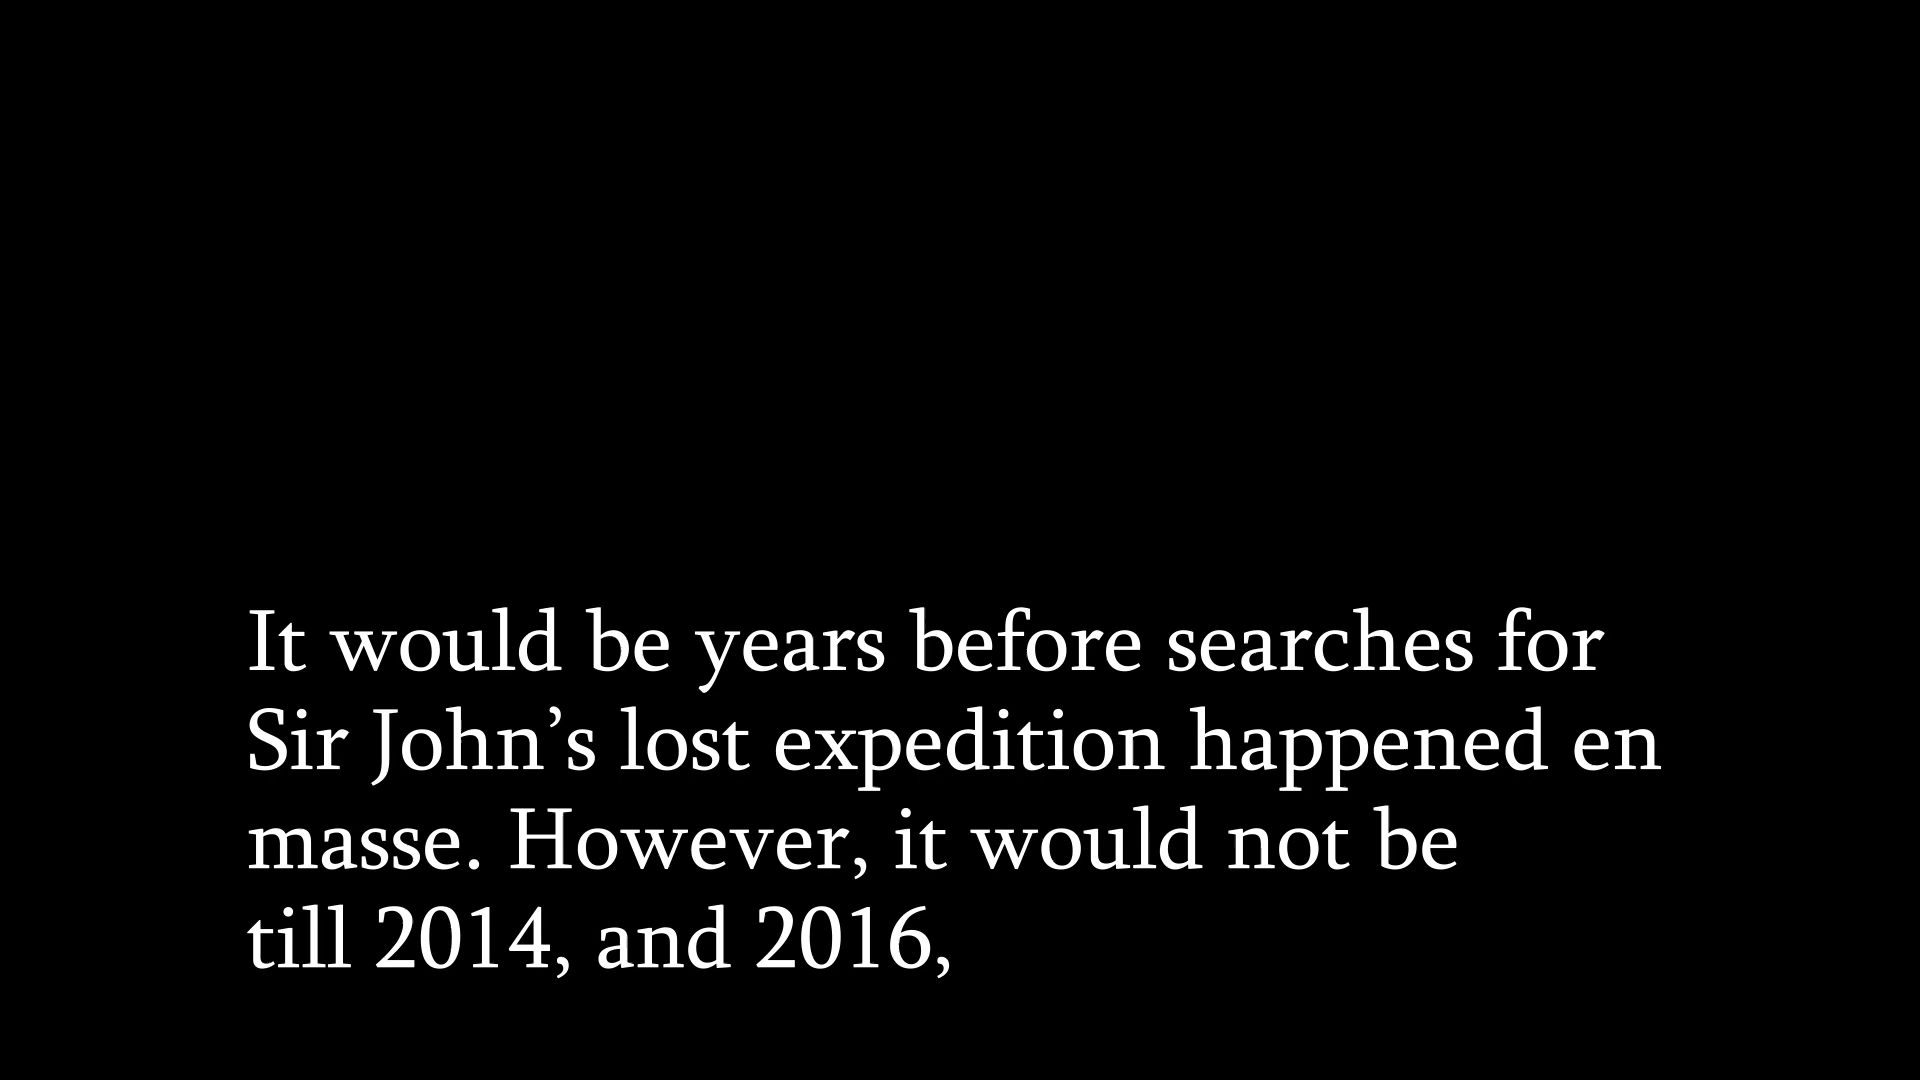 It would be years before searches for
Sir John’s lost expedition happened en
masse. However, it would not be
till 2014, and 2016,